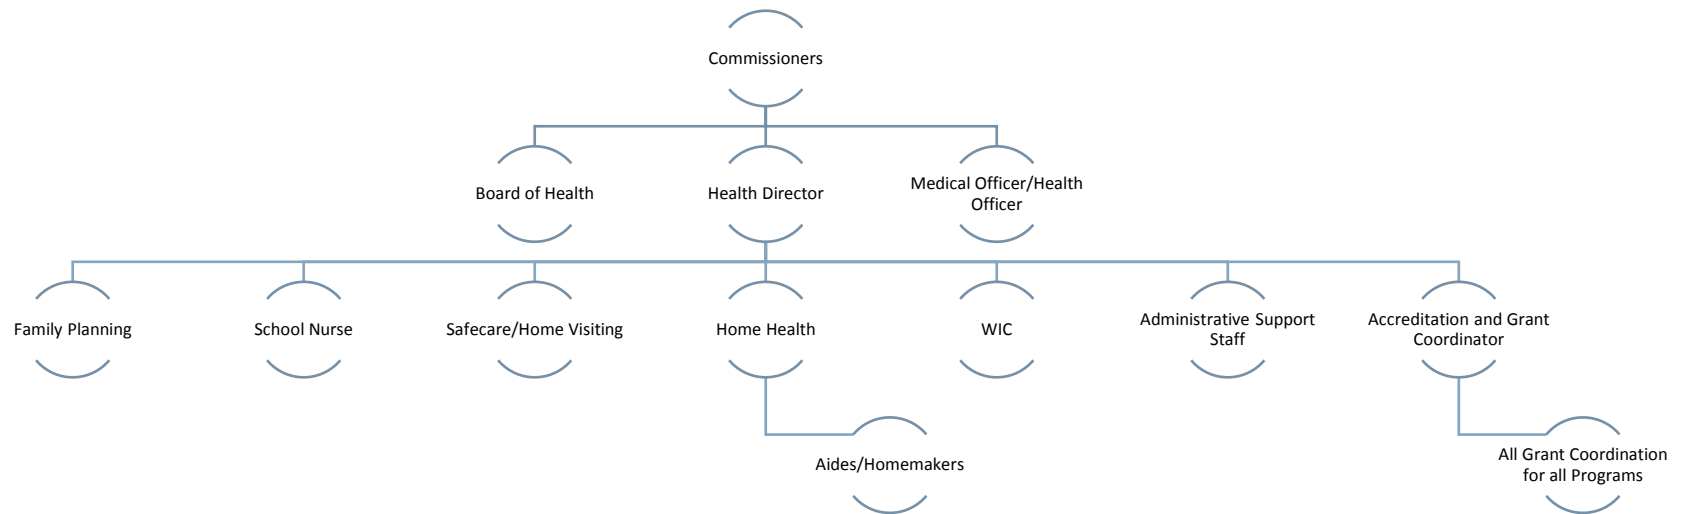 Commissioners
Board of Health
Health Director
Medical Officer/Health
Officer
Family Planning
School Nurse
Safecare/Home Visiting
Home Health
WIC
Administrative Support
Staff
Accreditation and Grant
Coordinator
Aides/Homemakers
All Grant Coordination
for all Programs